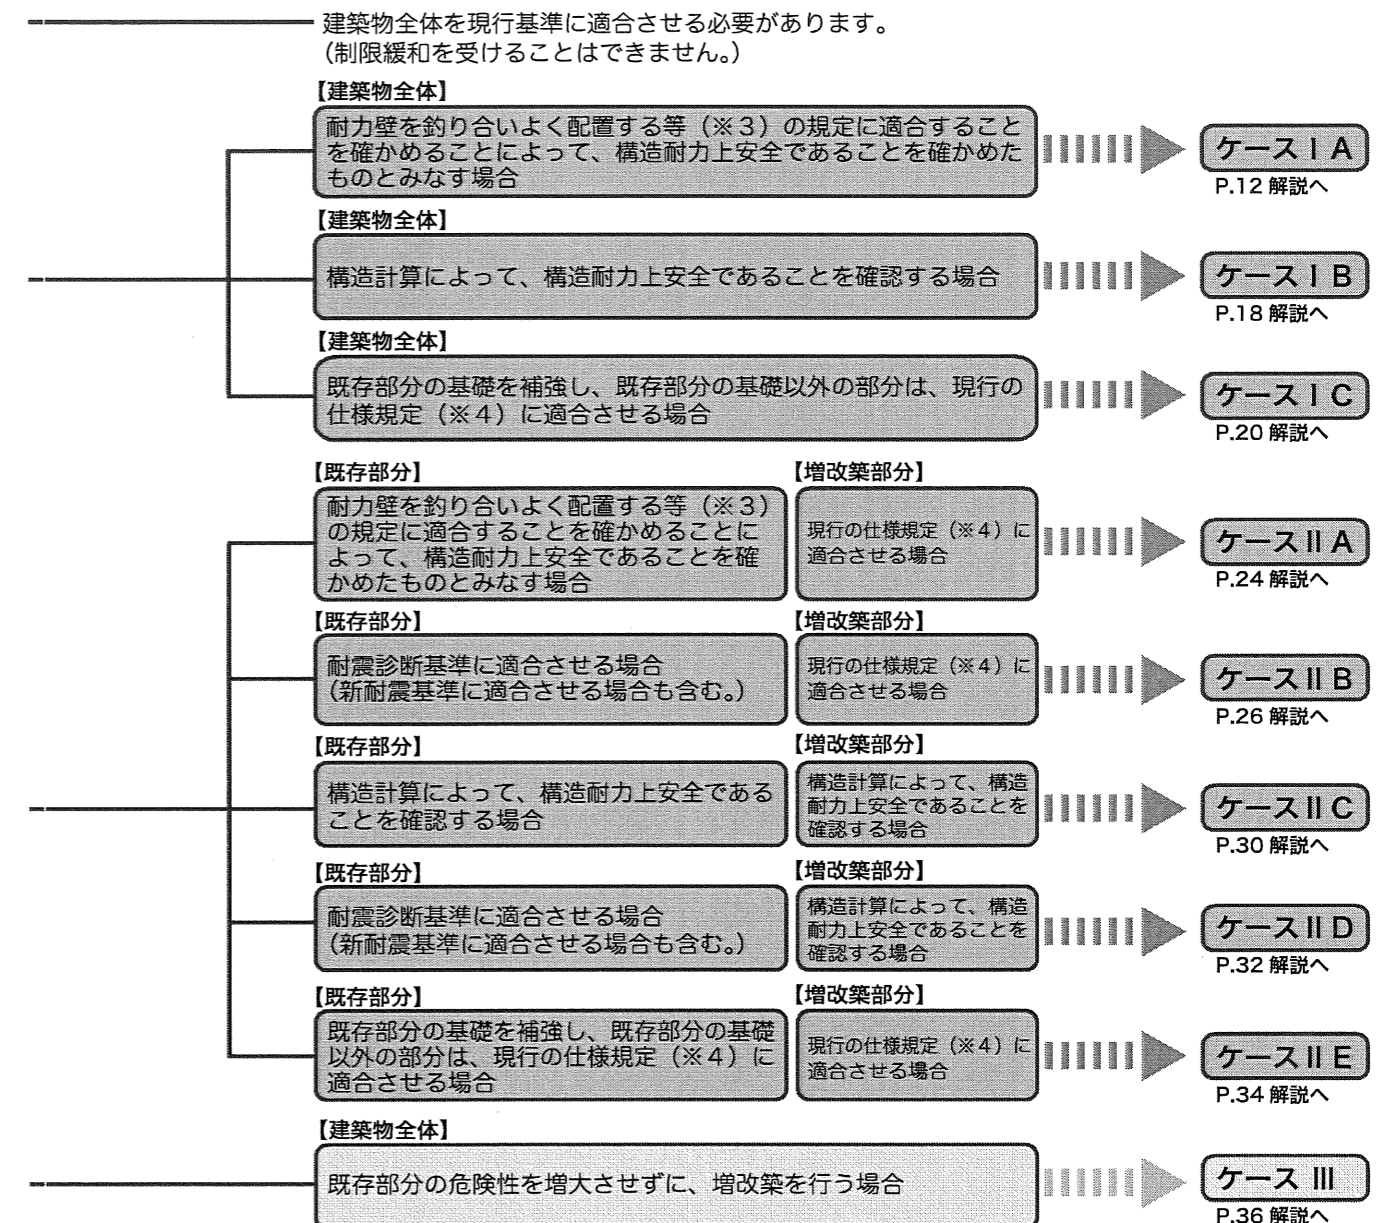 建築物全体を現行基準に適合させる必要があります。
（制限緩和を受けることはできません。）
【建築物全体】
耐力壁を釣り合いよく配置する等（※３）の規定に適合すること
を確かめることによって、構造耐力上安全であることを確かめた
ものとみなす場合
ケースⅠA
P.12 解説へ
【建築物全体】
構造計算によって、構造耐力上安全であることを確認する場合
ケースⅠB
P.18 解説へ
【建築物全体】
既存部分の基礎を補強し、既存部分の基礎以外の部分は、現行の
仕様規定（※４）に適合させる場合
ケースⅠC
P.20 解説へ
【既存部分】
耐力壁を釣り合いよく配置する等（※３）
の規定に適合することを確かめることに
よって、構造耐力上安全であることを確
かめたものとみなす場合
【増改築部分】
現行の仕様規定（※４）に
適合させる場合
ケースⅡA
P.24 解説へ
【既存部分】
耐震診断基準に適合させる場合
（新耐震基準に適合させる場合も含む。）
【増改築部分】
現行の仕様規定（※４）に
適合させる場合
ケースⅡB
P.26 解説へ
【既存部分】
構造計算によって、構造耐力上安全である
ことを確認する場合
【増改築部分】
構造計算によって、構造
耐力上安全であることを
確認する場合
ケースⅡC
P.30 解説へ
【既存部分】
耐震診断基準に適合させる場合
（新耐震基準に適合させる場合も含む。）
【増改築部分】
構造計算によって、構造
耐力上安全であることを
確認する場合
ケースⅡD
P.32 解説へ
【既存部分】
既存部分の基礎を補強し、既存部分の基礎
以外の部分は、現行の仕様規定（※４）に
適合させる場合
【増改築部分】
現行の仕様規定（※４）に
適合させる場合
ケースⅡE
P.34 解説へ
【建築物全体】
既存部分の危険性を増大させずに、増改築を行う場合
ケース Ⅲ
P.36 解説へ